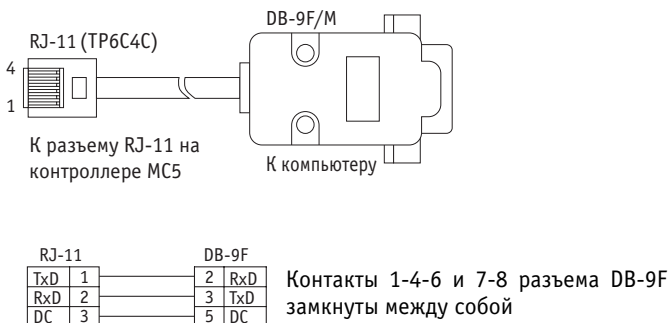 DB-9F/M
RJ-11 (TP6C4C)
4
1
К разъему RJ-11 на
контроллере МС5
К компьютеру
RJ-11 DB-9F
TxD 1 2 RxD
RxD 2 3 TxD
DC 3 5 DC
Контакты 1-4-6 и 7-8 разъема DB-9F
замкнуты между собой